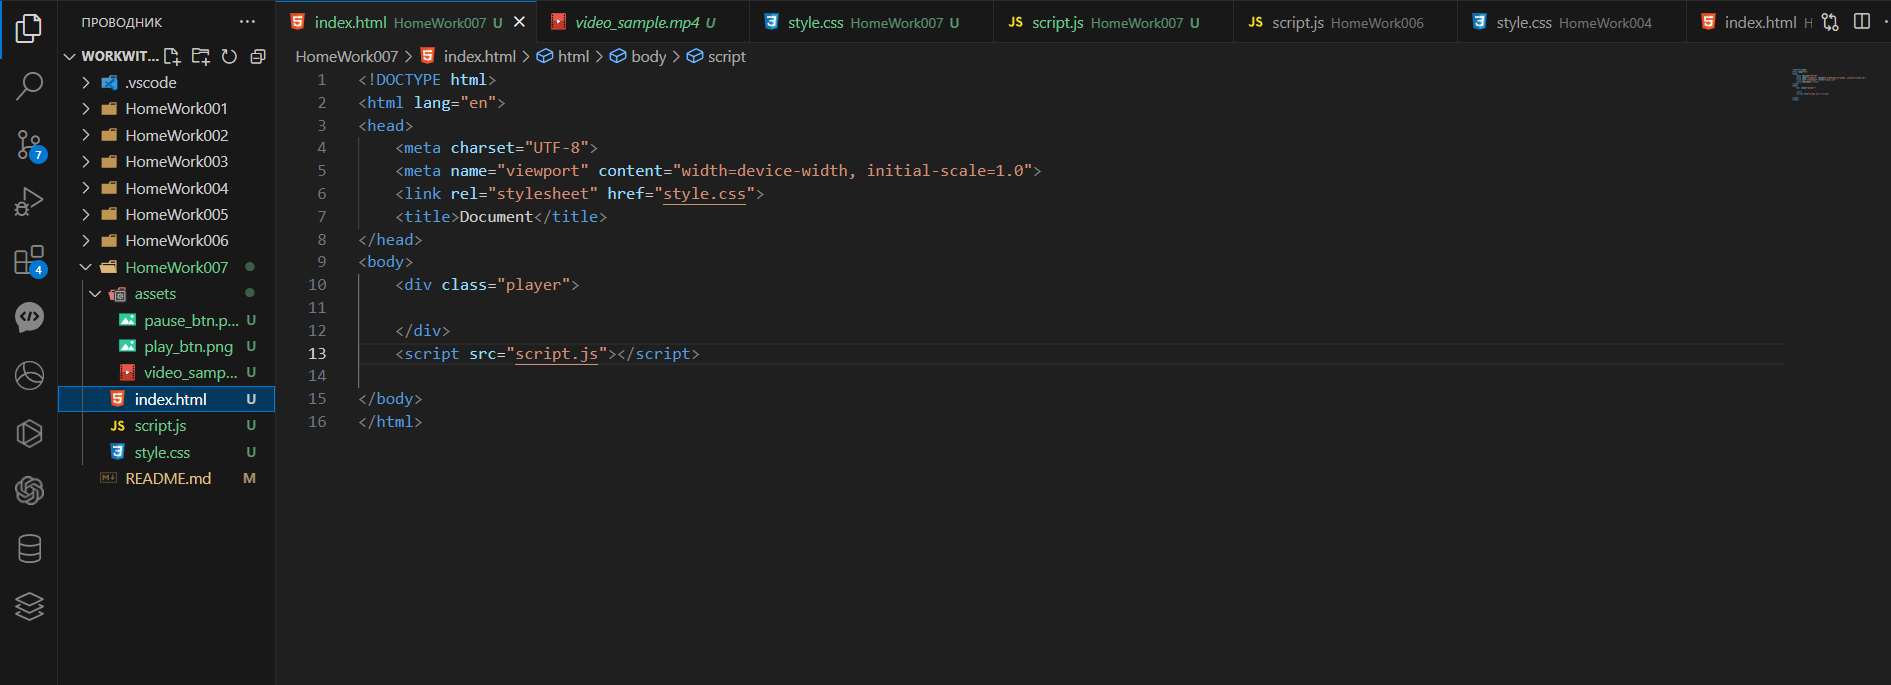 ПРОВОДНИК ···
index.html HomeWork007 U
video_sample.mp4 U
style.css HomeWork007 U
JS script.js HomeWork007 U
JS script.js HomeWork006
style.css HomeWork004
index.html H
WORKWIT...
.vscode
HomeWork001
HomeWork002
HomeWork003
HomeWork004
HomeWork005
HomeWork006
HomeWork007
assets
pause_btn.p... U
play_btn.png U
video_samp... U
index.html U
JS script.js U
style.css U
README.md M
7
4
HomeWork007 > index.html > html > body > script
1 <!DOCTYPE html>
2 <html lang="en">
3 <head>
4 <meta charset="UTF-8">
5 <meta name="viewport" content="width=device-width, initial-scale=1.0">
6 <link rel="stylesheet" href="style.css">
7 <title>Document</title>
8 </head>
9 <body>
10 <div class="player">
11
12 </div>
13 <script src="script.js"></script>
14
15 </body>
16 </html>